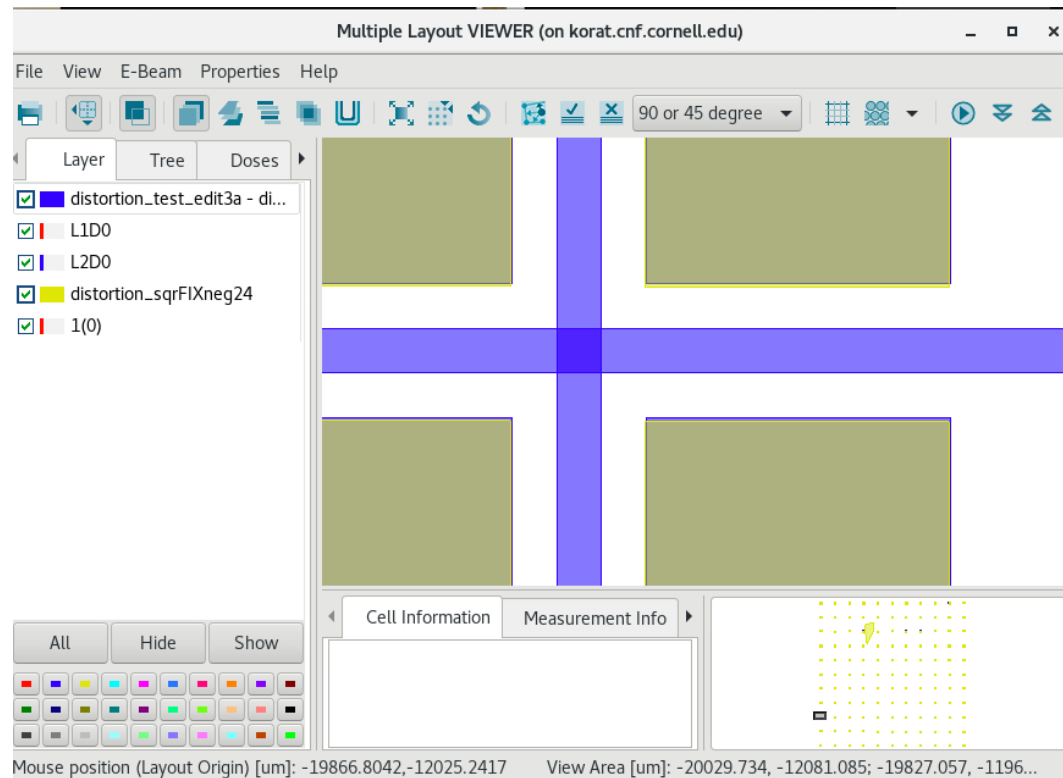 Multiple Layout VIEWER (on korat.cnf.cornell.edu)
File View E-Beam Properties Help
90 or 45 degree
Layer Tree Doses
distortion_test_edit3a - di...
L1D0
L2D0
distortion_sqrFIXneg24
1(0)
Cell Information Measurement Info
All Hide Show
Mouse position (Layout Origin) [um]: -19866.8042,-12025.2417 View Area [um]: -20029.734, -12081.085; -19827.057, -1196...